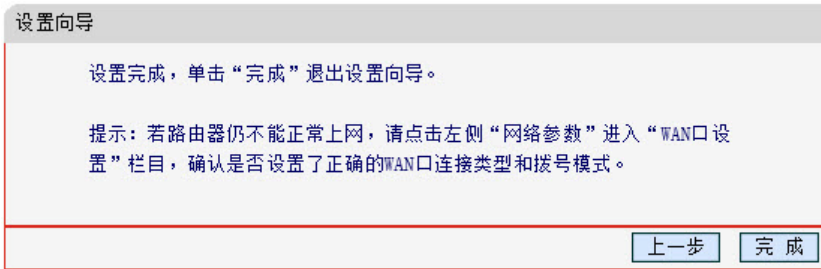 设置向导
设置完成，单击“完成”退出设置向导。
提示：若路由器仍不能正常上网，请点击左侧“网络参数”进入“WAN口设
置”栏目，确认是否设置了正确的WAN口连接类型和拨号模式。
上一步 完 成